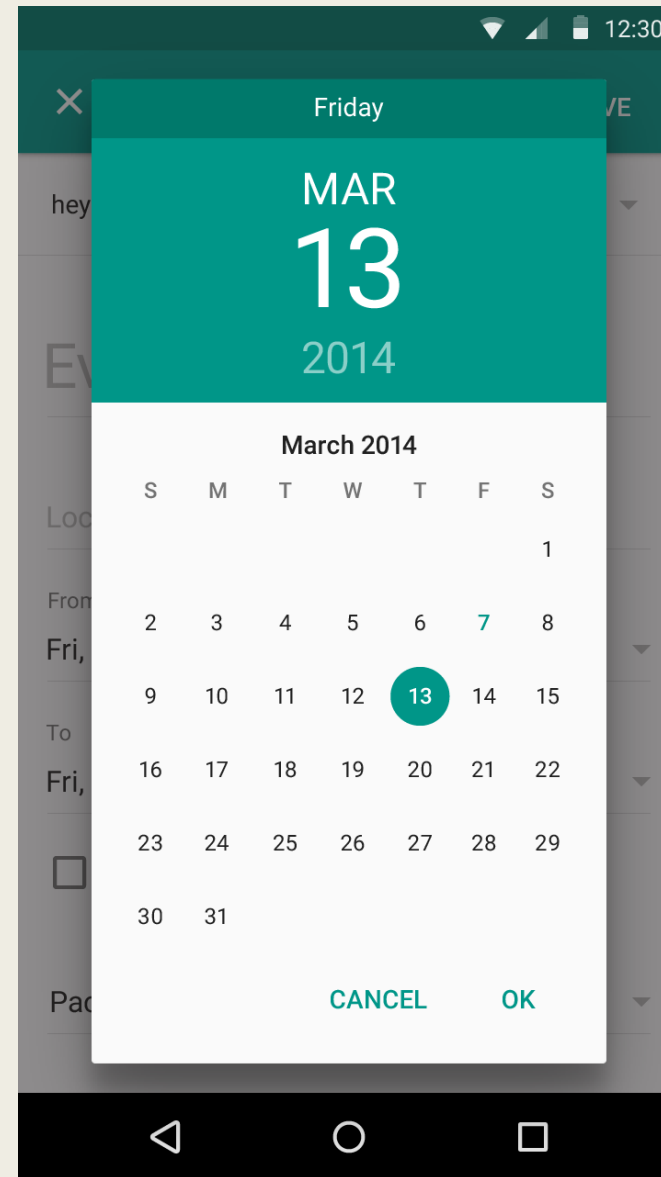 12:30
Friday
VE
MAR
hey
13
2014
Ev
March 2014
S M T W T F S
Loc
1
From
2 3 4 5 6 7 8
Fri,
9 10 11 12 13 14 15
To
16 17 18 19 20 21 22
Fri,
23 24 25 26 27 28 29
30 31
CANCEL OK
Pac